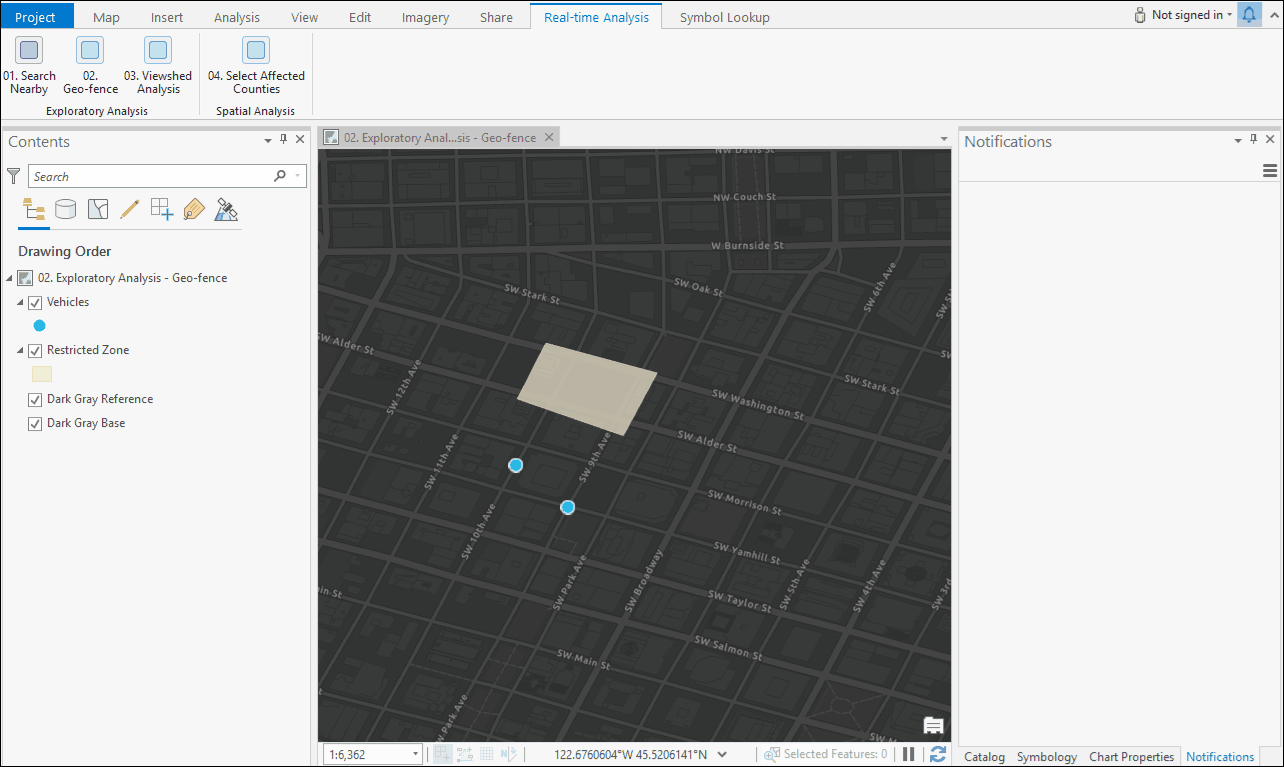 Project Map Insert Analysis View Edit Imagery Share Real-time Analysis Symbol Lookup Not signed in
01. Search Nearby
02. Geo-fence
03. Viewshed Analysis
04. Select Affected Counties
Exploratory Analysis Spatial Analysis
Contents
Search
Drawing Order
02. Exploratory Analysis - Geo-fence
Vehicles
Restricted Zone
Dark Gray Reference
Dark Gray Base
02. Exploratory Anal...sis - Geo-fence
NW Davis St
NW Couch St
W Burnside St
SW Oak St
SW 6th Ave
SW Stark St
SW Alder St
SW 12th Ave
SW Stark St
SW Washington St
SW Alder St
SW 11th Ave
SW 9th Ave
SW Morrison St
SW 10th Ave
SW Yamhill St
SW Park Ave
SW Broadway
SW 5th Ave
SW 4th Ave
SW 3rd
SW Taylor St
in St
SW Salmon St
SW Main St
Park Ave
1:6,362 122.6760604°W 45.5206141°N Selected Features: 0
Notifications
Catalog Symbology Chart Properties Notifications